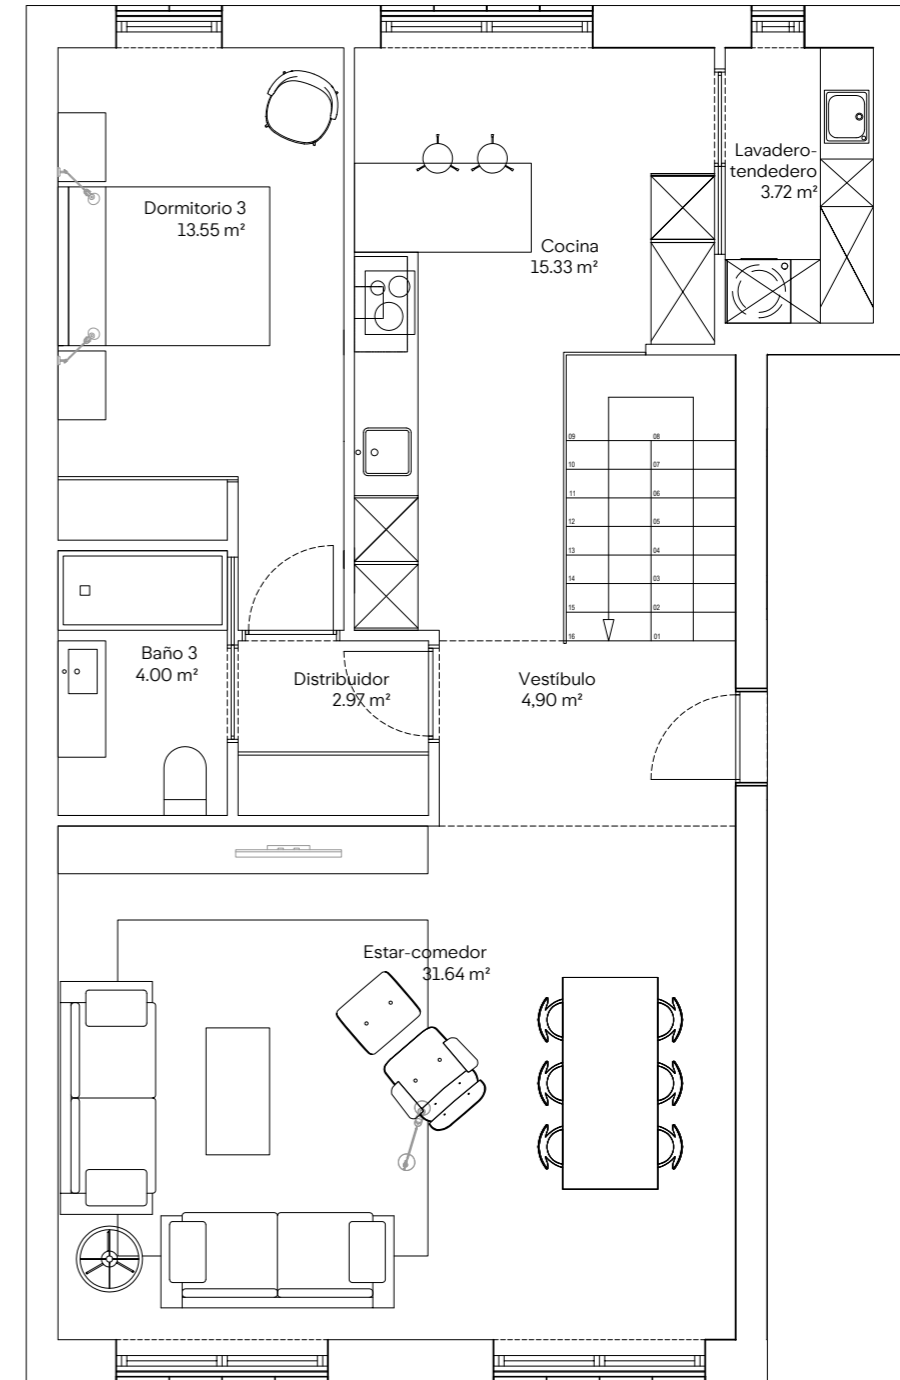 Lavadero-
tendedero
3.72 m²
Dormitorio 3
13.55 m²
Cocina
15.33 m²
09
08
10
07
11
06
12
05
13
04
14
03
15
02
16
01
Baño 3
4.00 m²
Distribuidor
2.97 m²
Vestíbulo
4,90 m²
Estar-comedor
31.64 m²